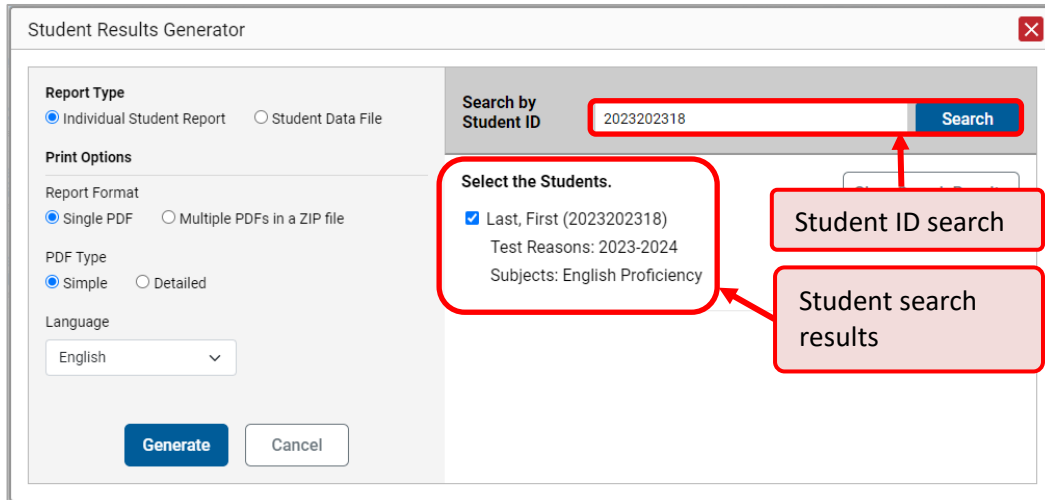 Student Results Generator
Report Type
Individual Student Report Student Data File
Print Options
Report Format
Single PDF Multiple PDFs in a ZIP file
PDF Type
Simple Detailed
Language
English
Generate Cancel
Search by
Student ID
2023202318
Search
Select the Students.
Last, First (2023202318)
Test Reasons: 2023-2024
Subjects: English Proficiency
Student ID search
Student search
results